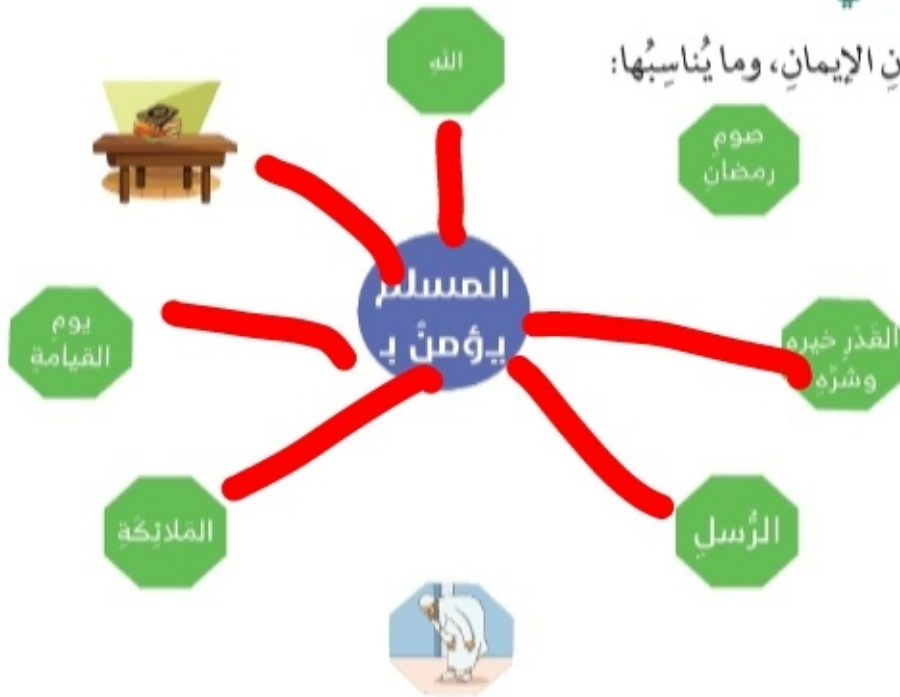 نِ الإيمانِ، وما يُناسِبُها:
اللهِ
صومِ
رمضانِ
المسلمُ
يؤمنُ بـ
القَدَرِ خيرِهِ
وشرِّهِ
يومِ
القيامةِ
الرُّسلِ
المَلائِكَةِ